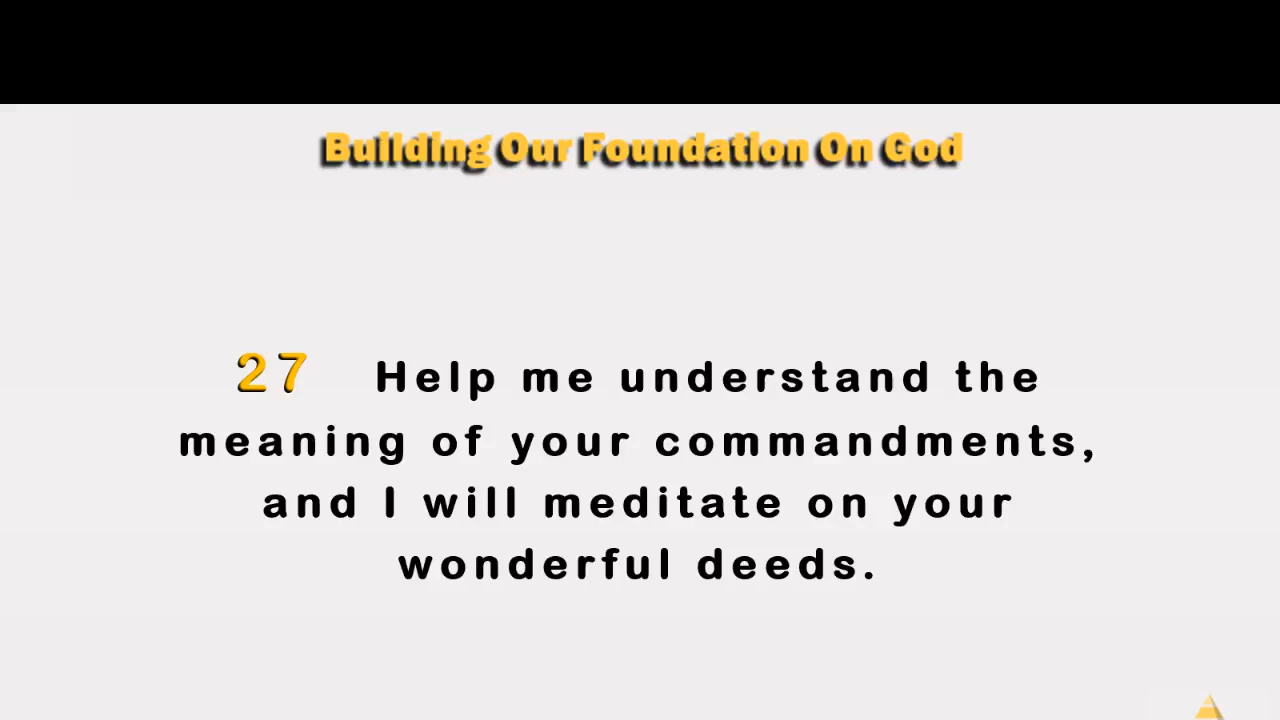 Building Our Foundation On God
27 Help me understand the
meaning of your commandments,
and I will meditate on your
wonderful deeds.